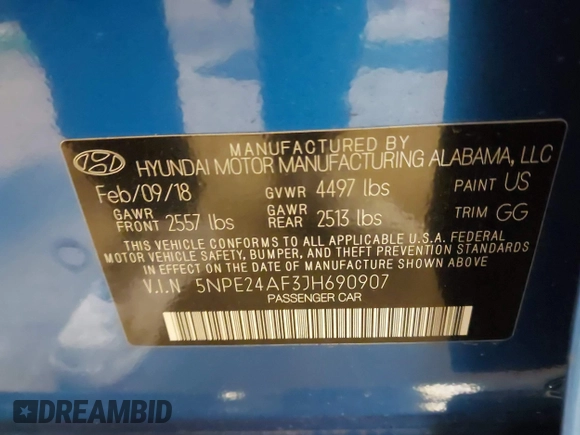 MANUFACTURED BY
HYUNDAI MOTOR MANUFACTURING ALABAMA, LLC
Feb/09/18 GVWR 4497 lbs PAINT US
GAWR FRONT 2557 lbs GAWR REAR 2513 lbs TRIM GG
THIS VEHICLE CONFORMS TO ALL APPLICABLE U.S.A. FEDERAL
MOTOR VEHICLE SAFETY, BUMPER, AND THEFT PREVENTION
STANDARDS IN EFFECT ON THE DATE OF MANUFACTURE SHOWN ABOVE.
V.I.N 5NPE24AF3JH690907
PASSENGER CAR
DREAMBID